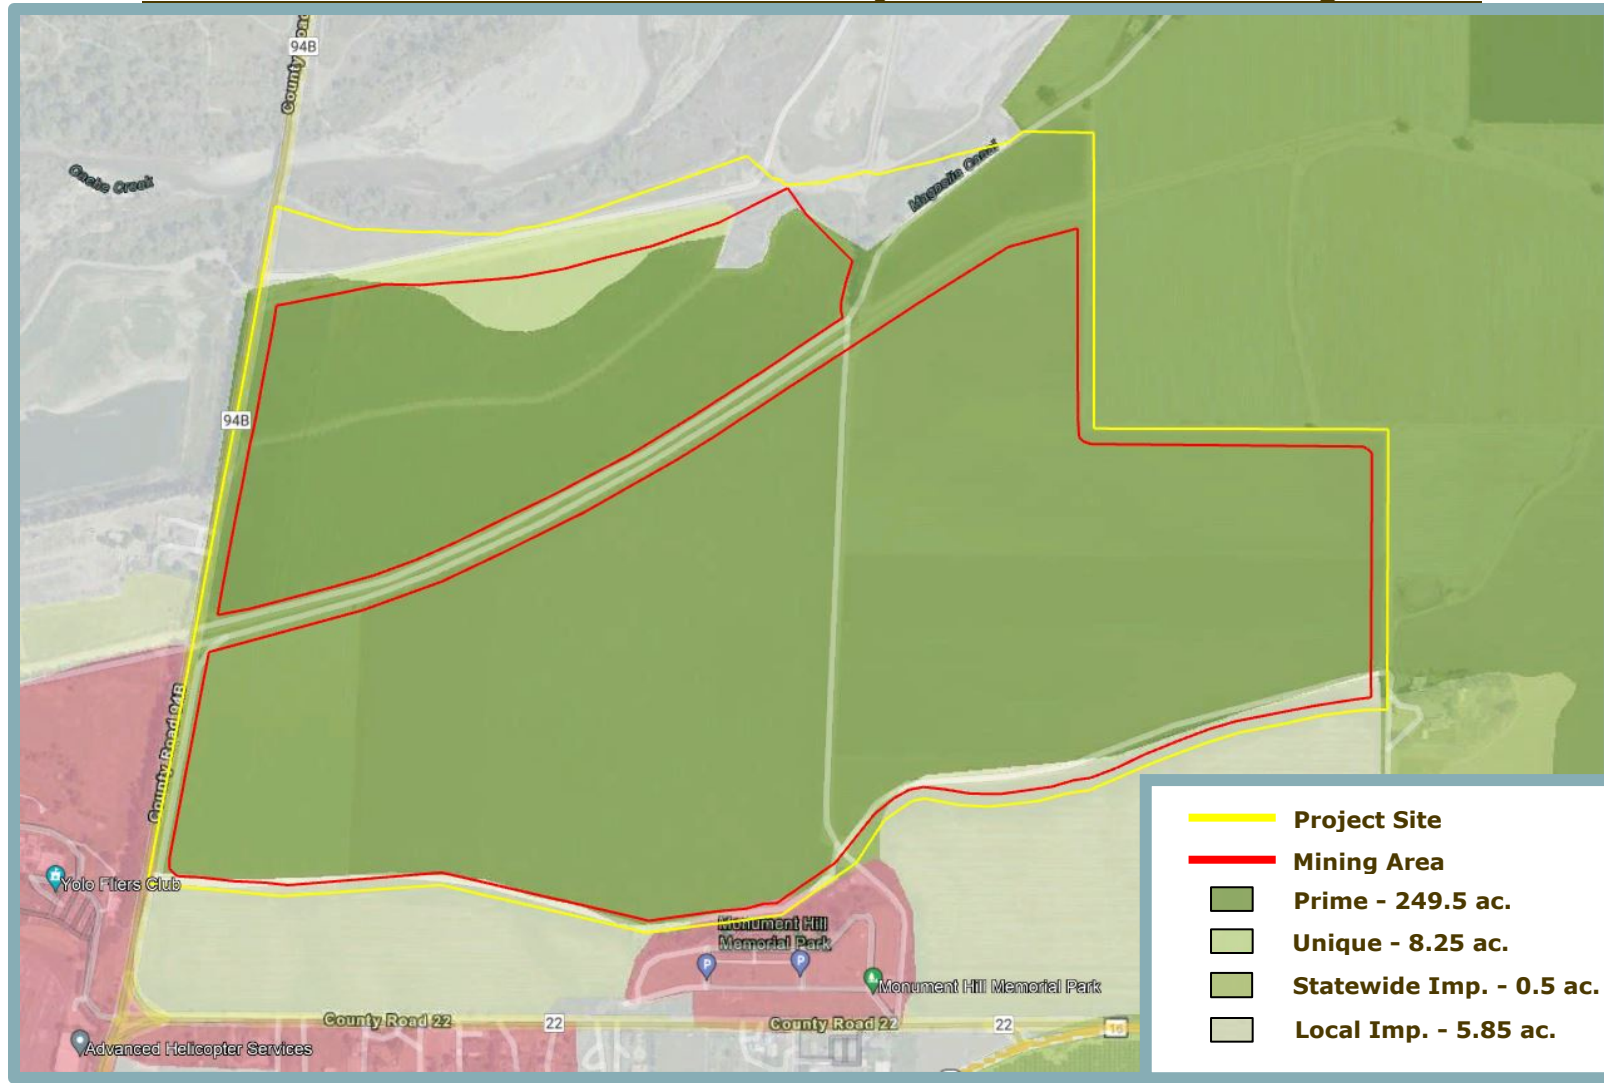 94B
County Road
Cache Creek
Magnolia Canal
94B
County Road 94B
Yolo Fliers Club
Monument Hill
Memorial Park
P
P
Monument Hill Memorial Park
County Road 22
22
County Road 22
22
16
Advanced Helicopter Services
Project Site
Mining Area
Prime - 249.5 ac.
Unique - 8.25 ac.
Statewide Imp. - 0.5 ac.
Local Imp. - 5.85 ac.